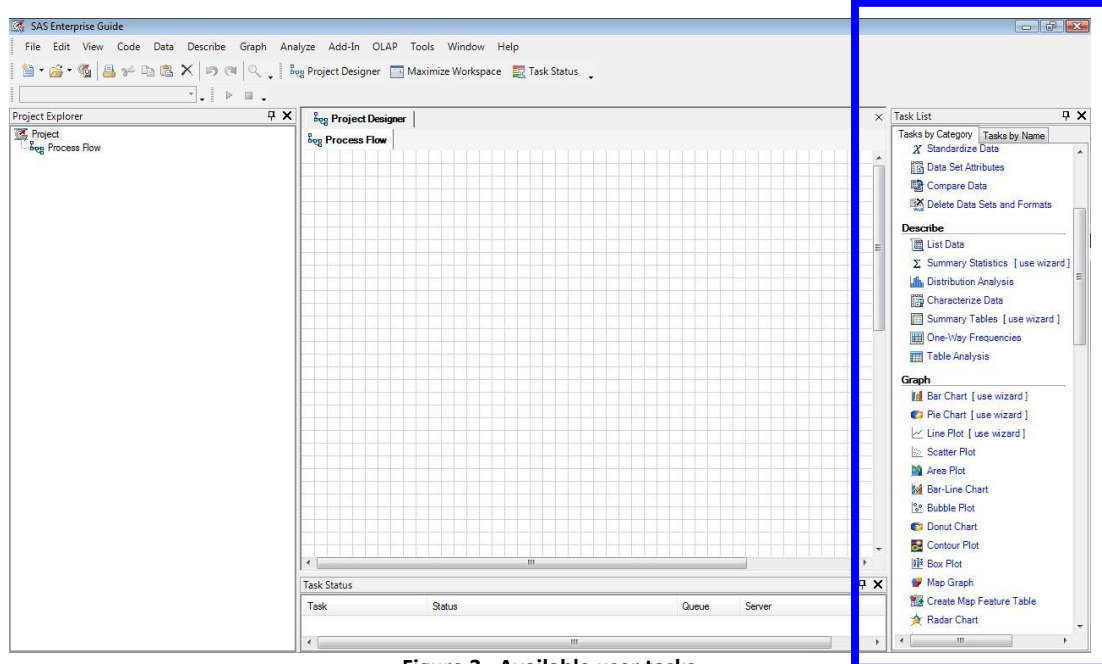 SAS Enterprise Guide
File Edit View Code Data Describe Graph Analyze Add-In OLAP Tools Window Help
Project Designer Maximize Workspace Task Status
Project Explorer
Project
Process Flow
Project Designer
Process Flow
Task Status
Task Status Queue Server
Task List
Tasks by Category Tasks by Name
Standardize Data
Data Set Attributes
Compare Data
Delete Data Sets and Formats
Describe
List Data
Summary Statistics [ use wizard ]
Distribution Analysis
Characterize Data
Summary Tables [ use wizard ]
One-Way Frequencies
Table Analysis
Graph
Bar Chart [ use wizard ]
Pie Chart [ use wizard ]
Line Plot [ use wizard ]
Scatter Plot
Area Plot
Bar-Line Chart
Bubble Plot
Donut Chart
Contour Plot
Box Plot
Map Graph
Create Map Feature Table
Radar Chart